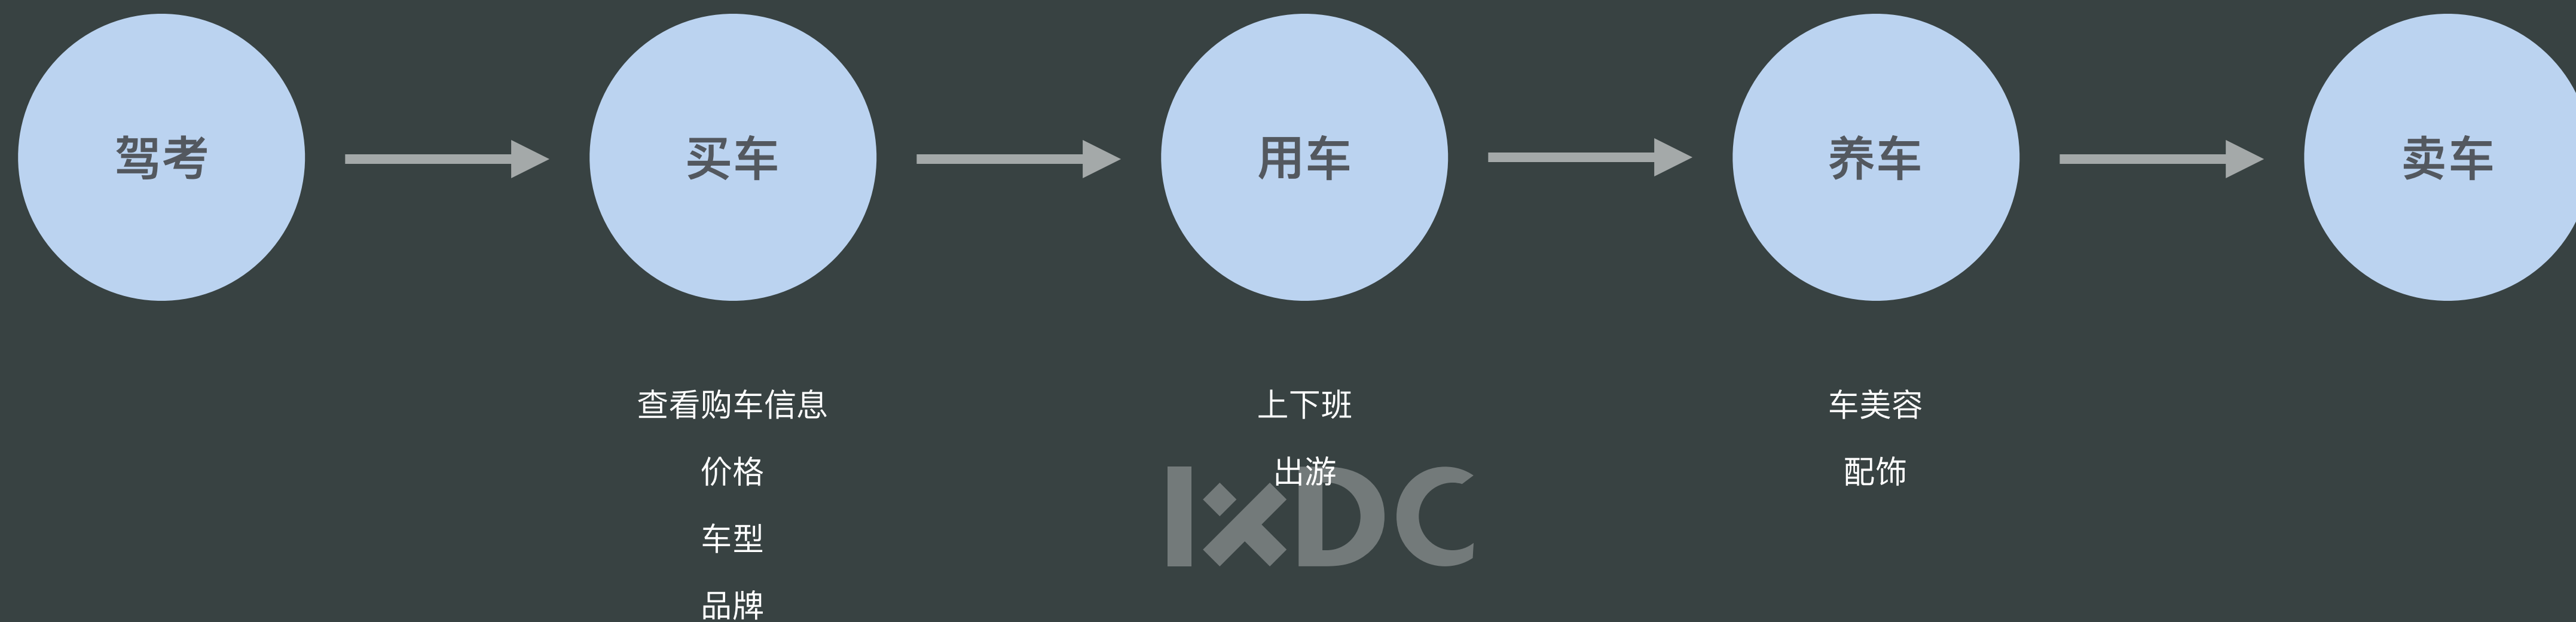 驾考
买车
用车
养车
卖车
查看购车信息
价格
车型
品牌
上下班
出游
车美容
配饰
IXDC